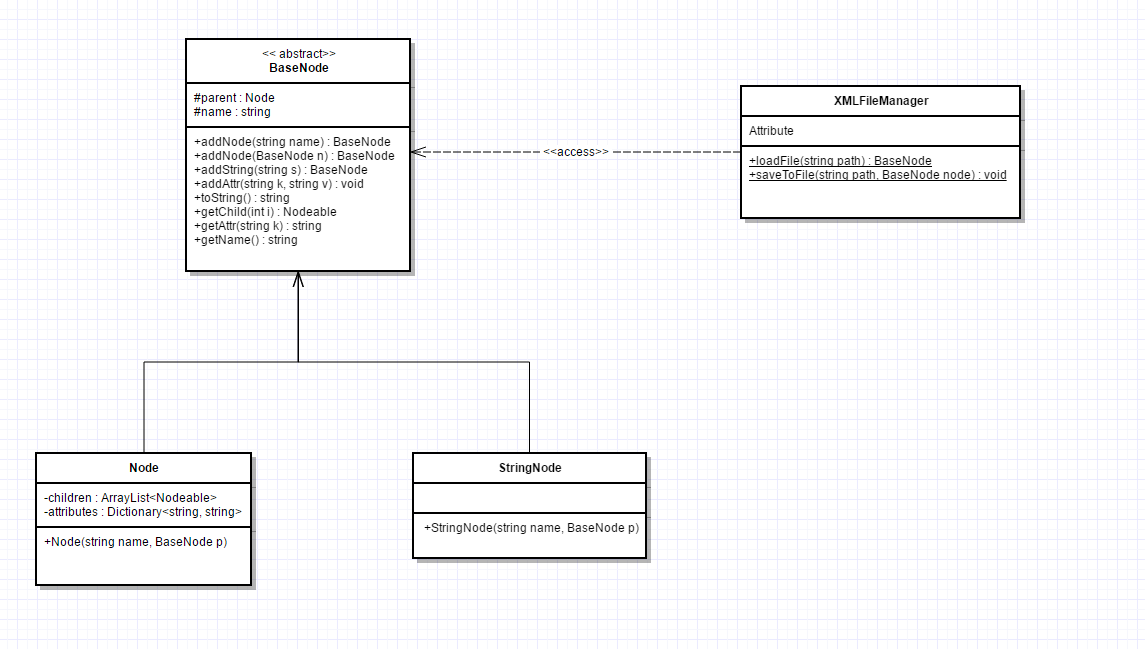 << abstract>>
BaseNode
#parent : Node
#name : string
+addNode(string name) : BaseNode
+addNode(BaseNode n) : BaseNode
+addString(string s) : BaseNode
+addAttr(string k, string v) : void
+toString() : string
+getChild(int i) : Nodeable
+getAttr(string k) : string
+getName() : string
<<access>>
XMLFileManager
Attribute
+loadFile(string path) : BaseNode
+saveToFile(string path, BaseNode node) : void
Node
-children : ArrayList<Nodeable>
-attributes : Dictionary<string, string>
+Node(string name, BaseNode p)
StringNode
+StringNode(string name, BaseNode p)